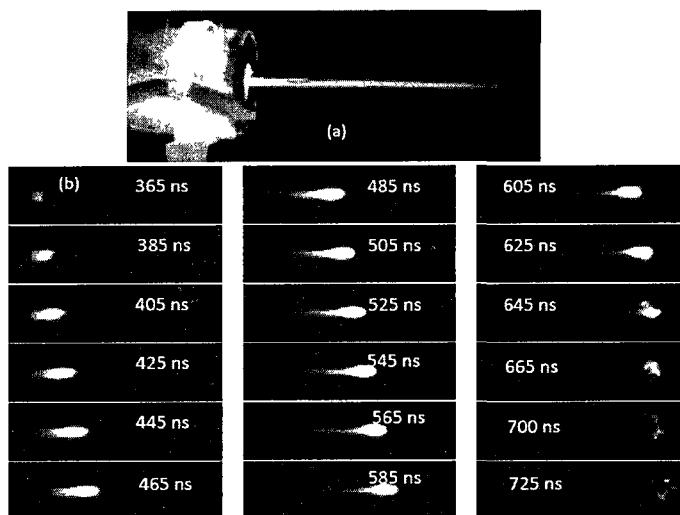 (a)
(b)
365 ns
385 ns
405 ns
425 ns
445 ns
465 ns
485 ns
505 ns
525 ns
545 ns
565 ns
585 ns
605 ns
625 ns
645 ns
665 ns
700 ns
725 ns